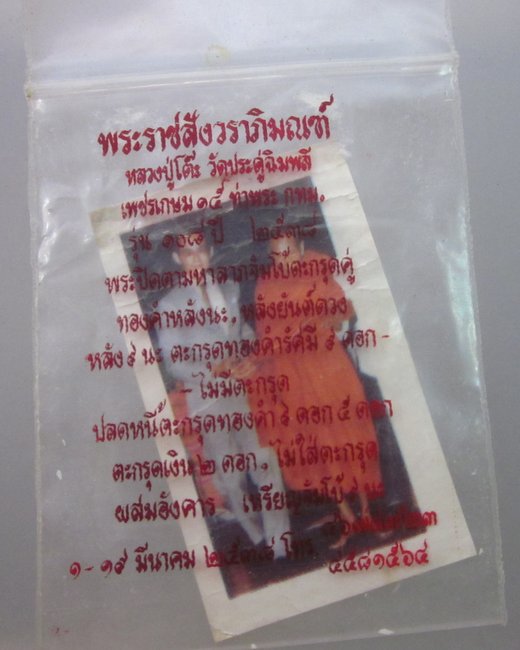 พระราชสังวราภิมณฑ์
หลวงปู่โต๊ะ วัดประดู่ฉิมพลี
เพชรเกษม ๑๕ ท่าพระ กทม.
รุ่น ๑๐๘ ปี ๒๕๓๘
พระปิดตามหาลาภจัมโบ้ตะกรุดคู่
ทองคำหลังนะ, หลังยันต์ดวง
หลัง ๙ นะ ตะกรุดทองคำรัศมี ๙ ดอก -
- ไม่มีตะกรุด
ปลดหนี้ตะกรุดทองคำ ๙ ดอก ๕ ดอก
ตะกรุดเงิน ๒ ดอก, ไม่ใส่ตะกรุด
ผสมอังคาร เหรียญจัมโบ้ ๙ นะ
๑ - ๑๙ มีนาคม ๒๕๓๘ โทร.
๔๕๘๑๕๖๔